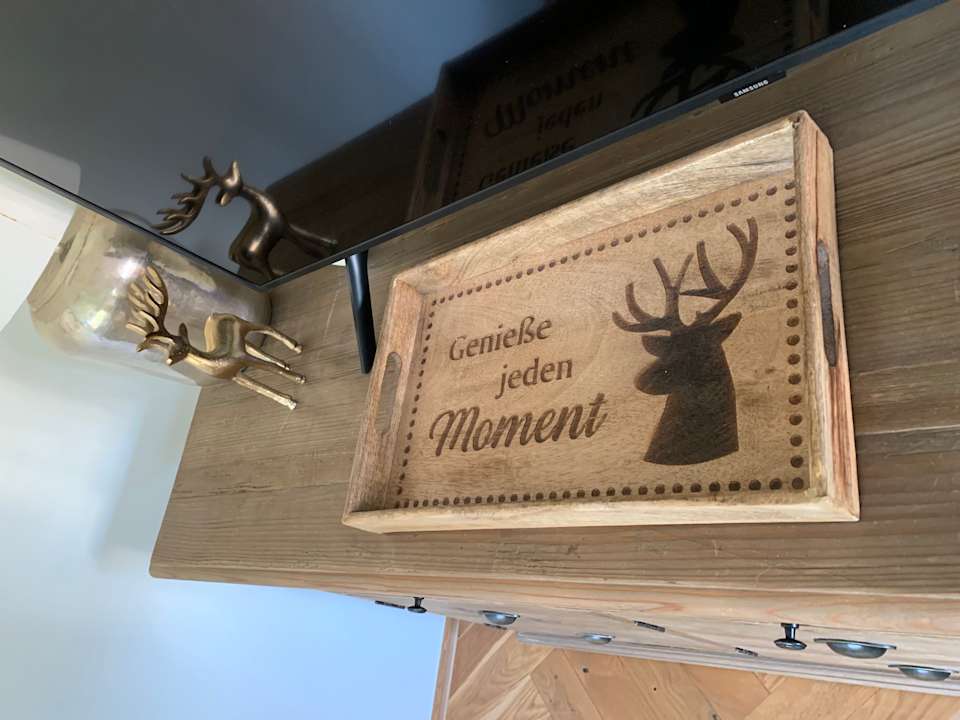 SAMSUNG
Genieße
jeden
Moment